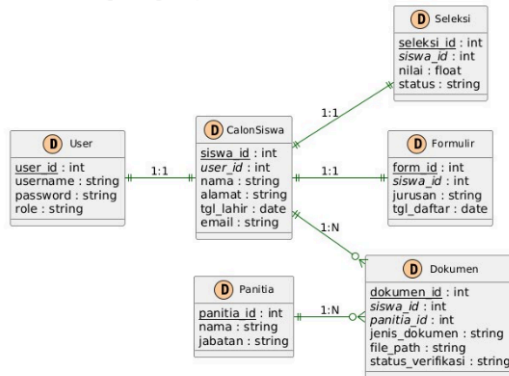 D Seleksi
seleksi_id : int
siswa_id : int
nilai : float
status : string
1:1
D User
user_id : int
username : string
password : string
role : string
1:1
D CalonSiswa
siswa_id : int
user_id : int
nama : string
alamat : string
tgl_lahir : date
email : string
1:1
D Formulir
form_id : int
siswa_id : int
jurusan : string
tgl_daftar : date
1:N
D Panitia
panitia_id : int
nama : string
jabatan : string
1:N
D Dokumen
dokumen_id : int
siswa_id : int
panitia_id : int
jenis_dokumen : string
file_path : string
status_verifikasi : string